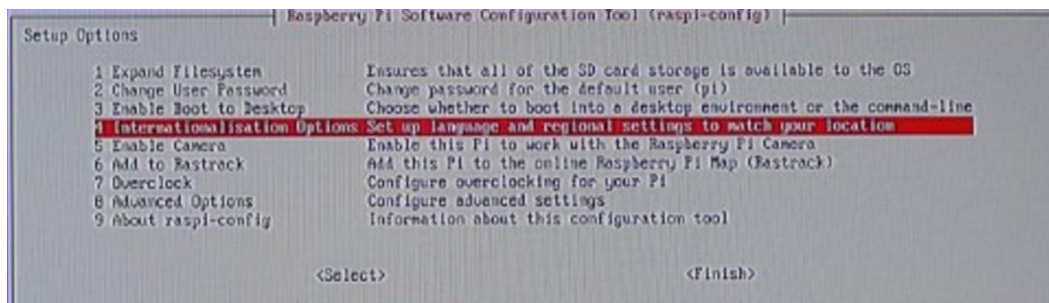 Raspberry Pi Software Configuration Tool (raspi-config)
Setup Options
1 Expand Filesystem Ensures that all of the SD card storage is available to the OS
2 Change User Password Change password for the default user (pi)
3 Enable Boot to Desktop Choose whether to boot into a desktop environment or the command-line
4 Internationalisation Options Set up language and regional settings to match your location
5 Enable Camera Enable this Pi to work with the Raspberry Pi Camera
6 Add to Rastrack Add this Pi to the online Raspberry Pi Map (Rastrack)
7 Overclock Configure overclocking for your Pi
8 Advanced Options Configure advanced settings
9 About raspi-config Information about this configuration tool
<Select> <Finish>